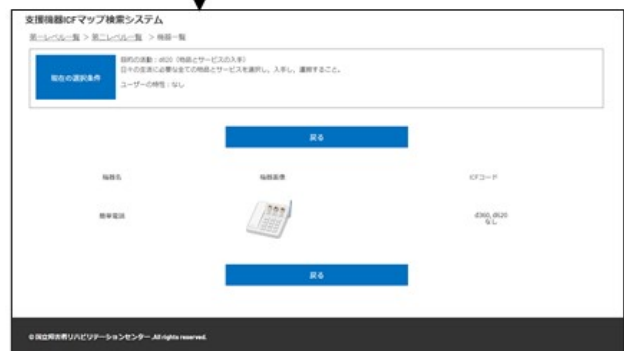 支援機器ICFマップ検索システム
第一レベル一覧 > 第二レベル一覧 > 機器一覧
現在の選択条件
目的の活動：d620（物品とサービスの入手）
日々の生活に必要な全ての物品とサービスを選択し、入手し、運搬すること。
ユーザーの特性：なし
戻る
機器名 機器画像 ICFコード
簡単電話 d360, d620
なし
戻る
© 国立障害者リハビリテーションセンター ,All rights reserved.